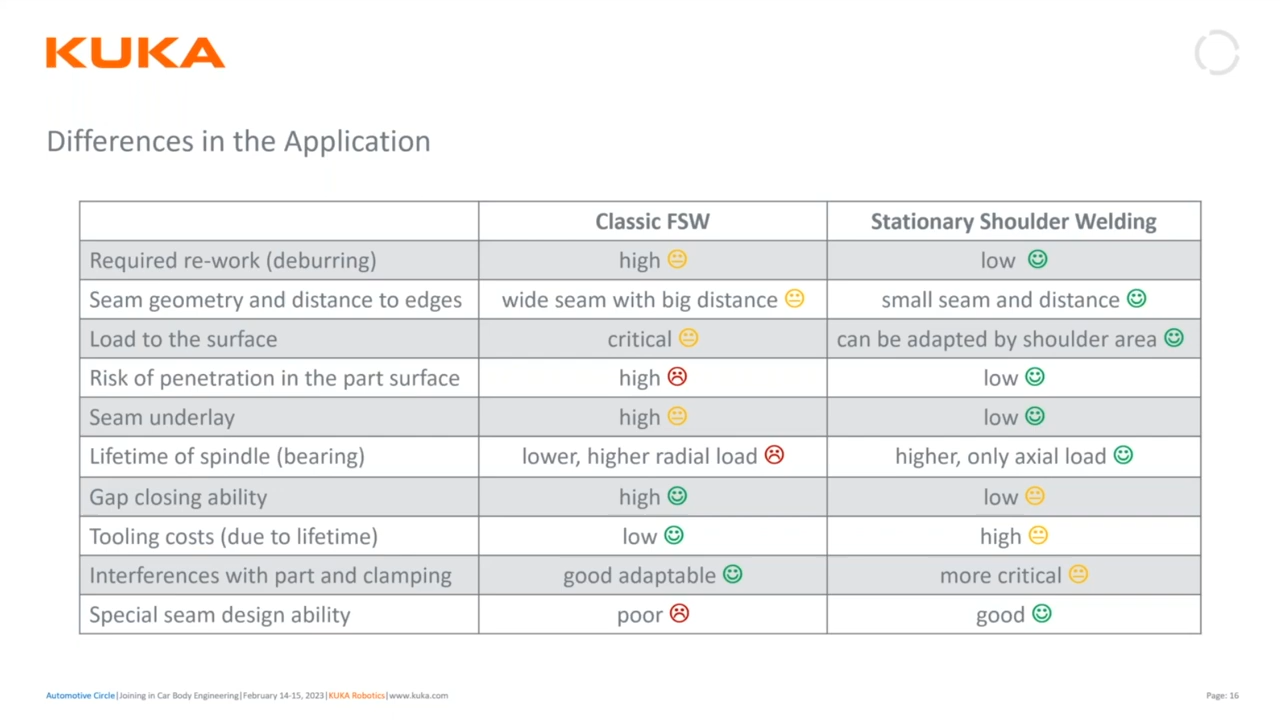 KUKA
Differences in the Application
Classic FSW Stationary Shoulder Welding
Required re-work (deburring) high low
Seam geometry and distance to edges wide seam with big distance small seam and distance
Load to the surface critical can be adapted by shoulder area
Risk of penetration in the part surface high low
Seam underlay high low
Lifetime of spindle (bearing) lower, higher radial load higher, only axial load
Gap closing ability high low
Tooling costs (due to lifetime) low high
Interferences with part and clamping good adaptable more critical
Special seam design ability poor good
Automotive Circle|Joining in Car Body Engineering|February 14-15, 2023|KUKA Robotics|www.kuka.com Page: 16